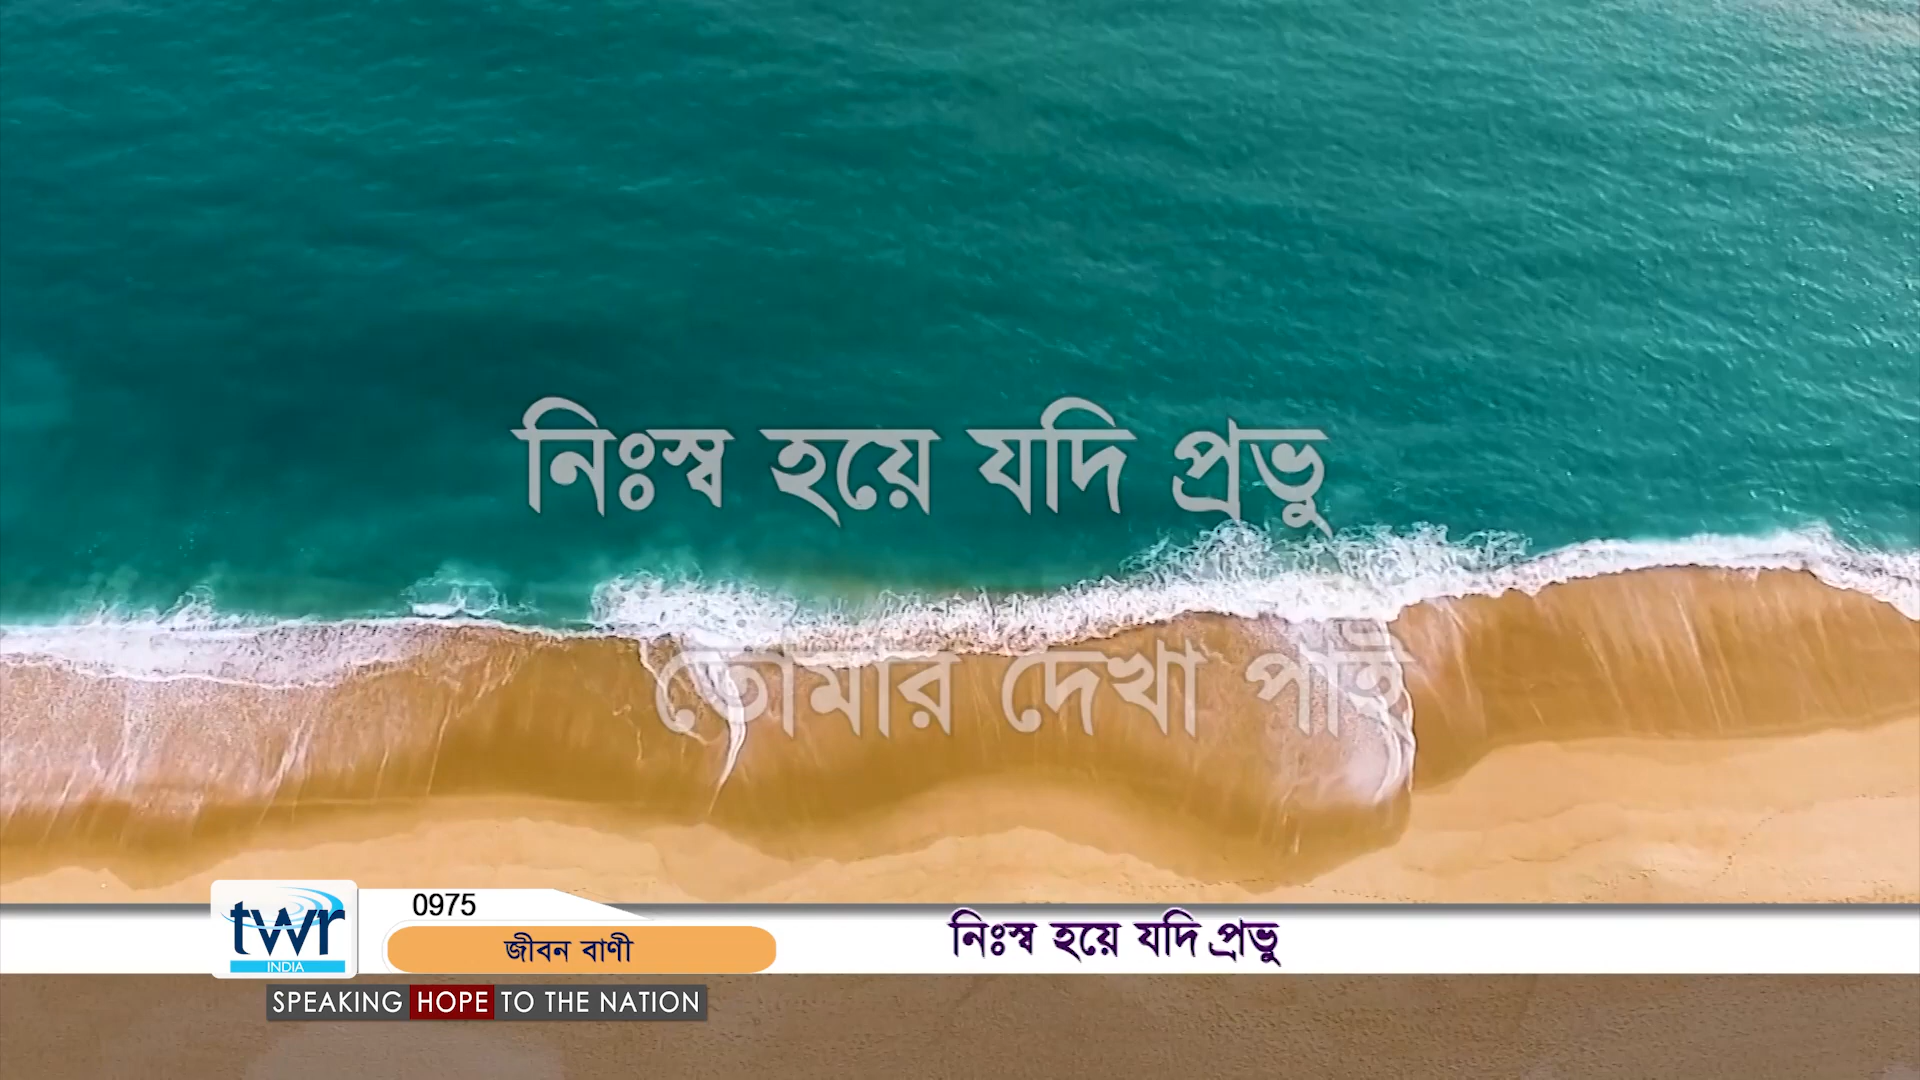 নিঃস্ব হয়ে যদি প্রভু
তোমার দেখা পাই
0975
twr
INDIA
জীবন বাণী
নিঃস্ব হয়ে যদি প্রভু
SPEAKING HOPE TO THE NATION